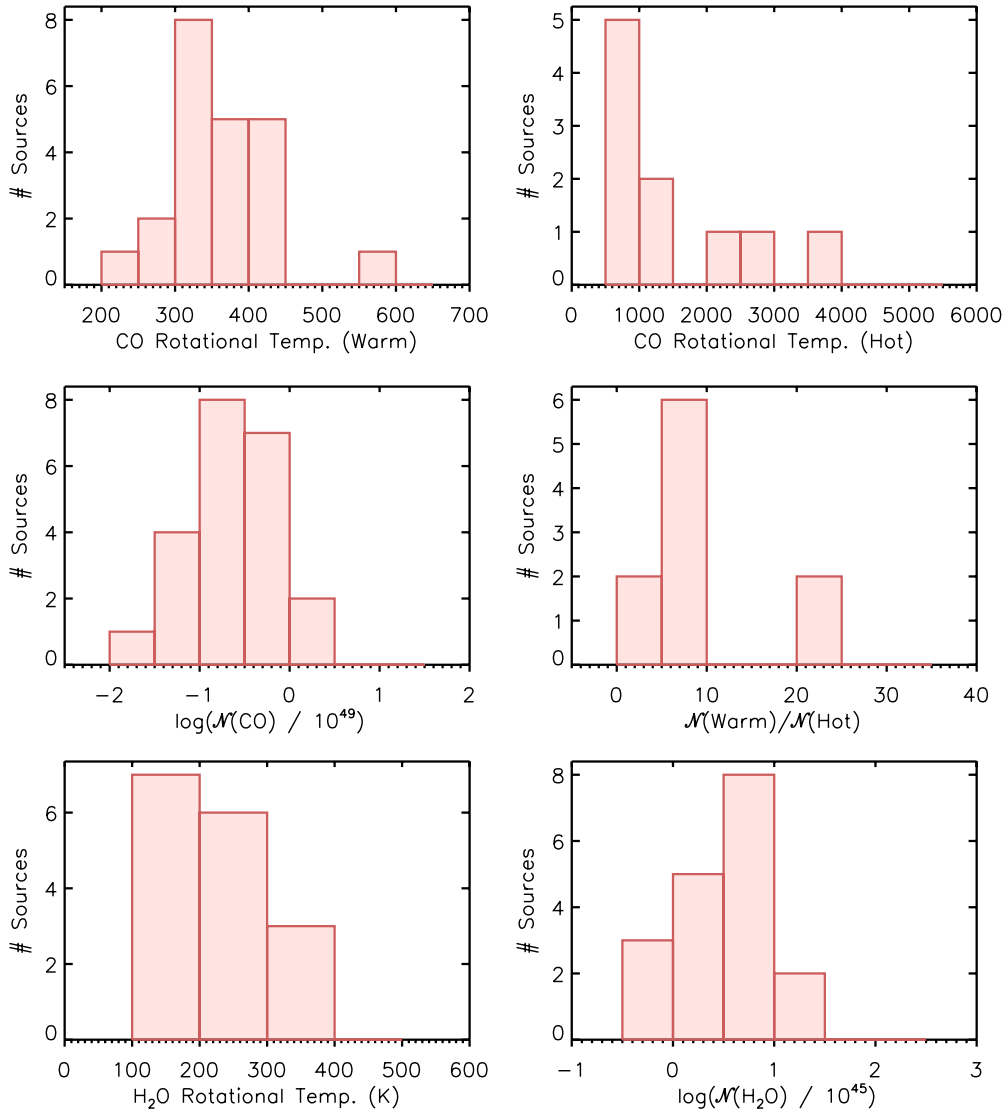 8
6
4
2
0
# Sources
200 300 400 500 600 700
CO Rotational Temp. (Warm)
5
4
3
2
1
0
# Sources
0 1000 2000 3000 4000 5000 6000
CO Rotational Temp. (Hot)
8
6
4
2
0
# Sources
−2 −1 0 1 2
log(𝒩(CO) / 10⁴⁹)
6
5
4
3
2
1
0
# Sources
0 10 20 30 40
𝒩(Warm)/𝒩(Hot)
6
4
2
0
# Sources
0 100 200 300 400 500 600
H₂O Rotational Temp. (K)
8
6
4
2
0
# Sources
−1 0 1 2 3
log(𝒩(H₂O) / 10⁴⁵)